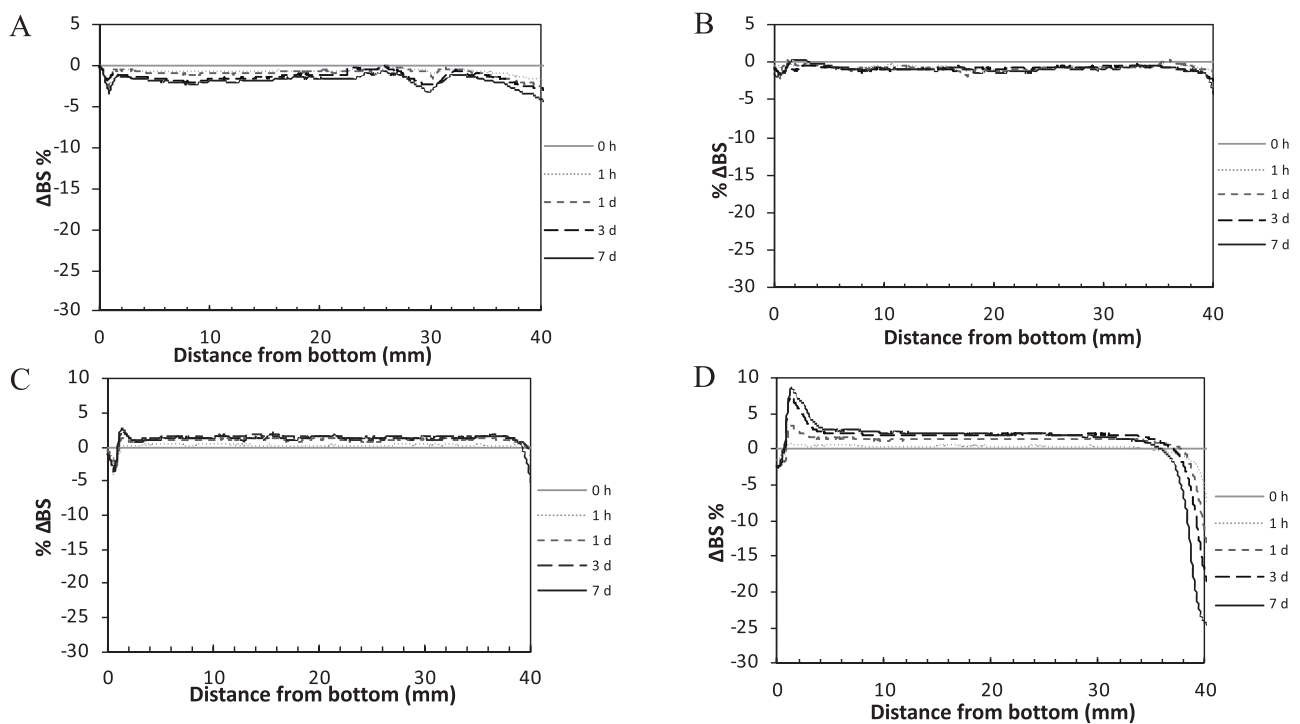 A
5
0
-5
-10
-15
-20
-25
-30
ΔBS %
0 10 20 30 40
Distance from bottom (mm)
0 h
1 h
1 d
3 d
7 d
B
5
0
-5
-10
-15
-20
-25
-30
% ΔBS
0 10 20 30 40
Distance from bottom (mm)
0 h
1 h
1 d
3 d
7 d
C
10
5
0
-5
-10
-15
-20
-25
-30
% ΔBS
0 10 20 30 40
Distance from bottom (mm)
0 h
1 h
1 d
3 d
7 d
D
10
5
0
-5
-10
-15
-20
-25
-30
ΔBS %
0 10 20 30 40
Distance from bottom (mm)
0 h
1 h
1 d
3 d
7 d